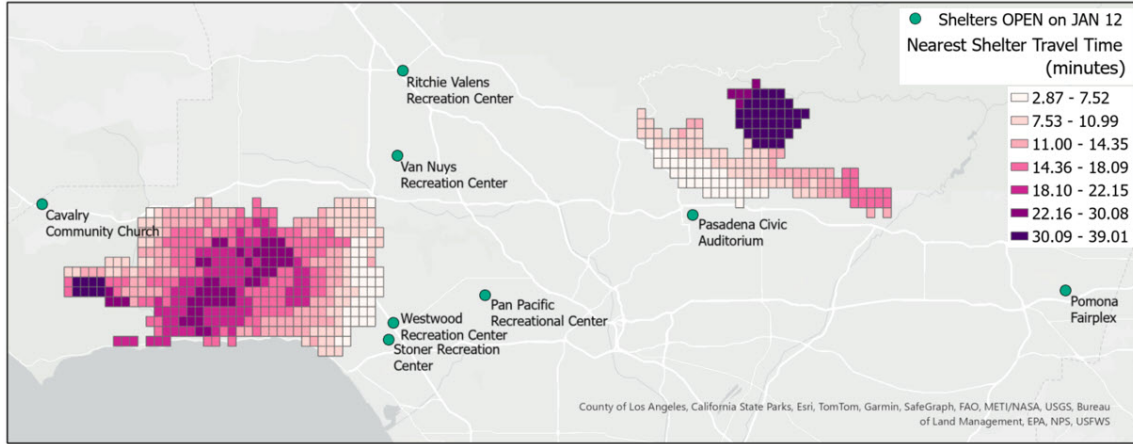 Shelters OPEN on JAN 12
Nearest Shelter Travel Time
(minutes)
2.87 - 7.52
7.53 - 10.99
11.00 - 14.35
14.36 - 18.09
18.10 - 22.15
22.16 - 30.08
30.09 - 39.01
Ritchie Valens
Recreation Center
Van Nuys
Recreation Center
Cavalry
Community Church
Pasadena Civic
Auditorium
Pan Pacific
Recreational Center
Pomona
Fairplex
Westwood
Recreation Center
Stoner Recreation
Center
County of Los Angeles, California State Parks, Esri, TomTom, Garmin, SafeGraph, FAO, METI/NASA, USGS, Bureau
of Land Management, EPA, NPS, USFWS